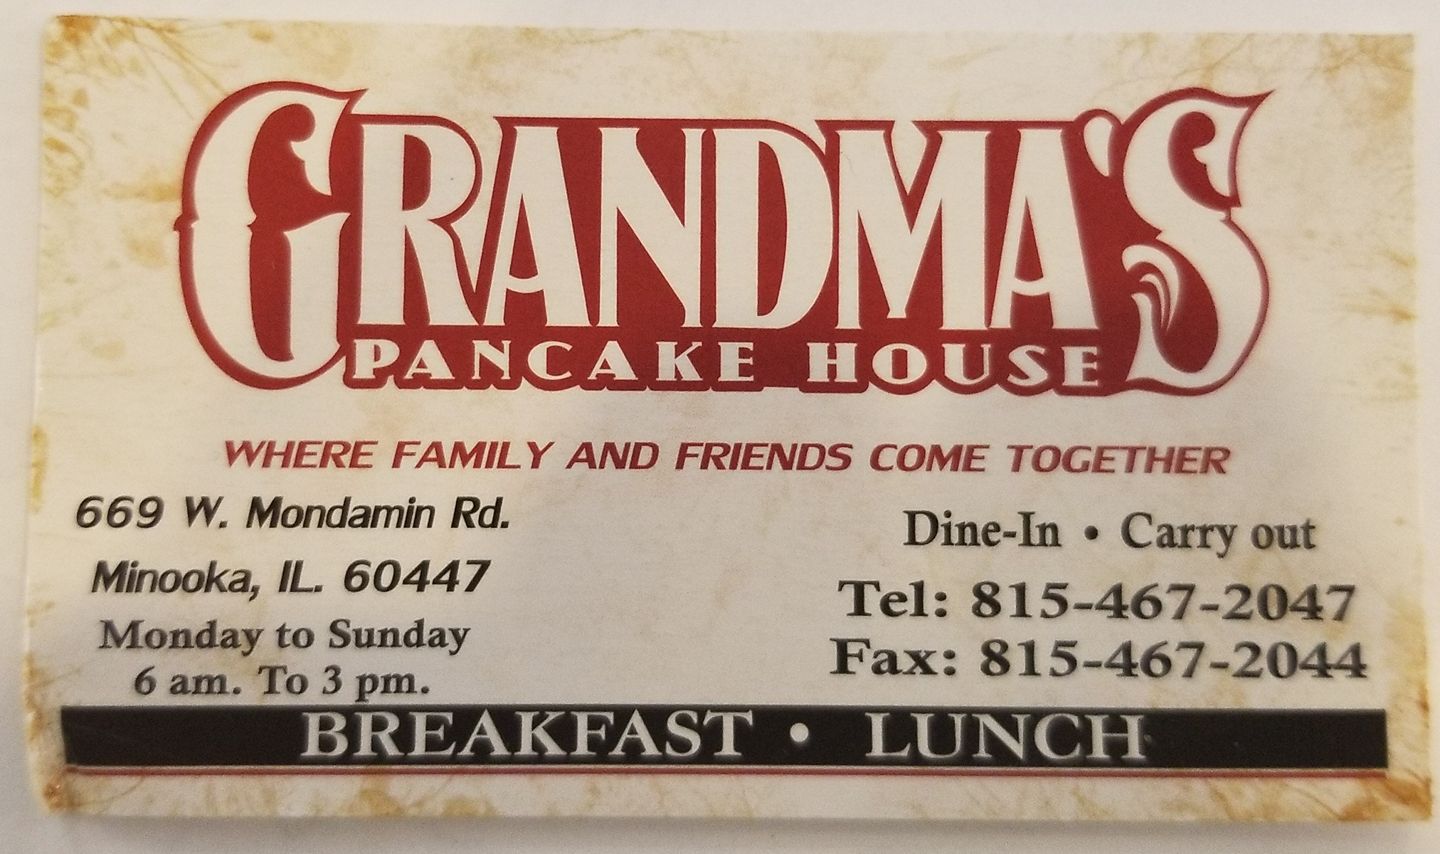 GRANDMA'S
PANCAKE HOUSE
WHERE FAMILY AND FRIENDS COME TOGETHER
669 W. Mondamin Rd.
Minooka, IL. 60447
Monday to Sunday
6 am. To 3 pm.
Dine-In • Carry out
Tel: 815-467-2047
Fax: 815-467-2044
BREAKFAST • LUNCH